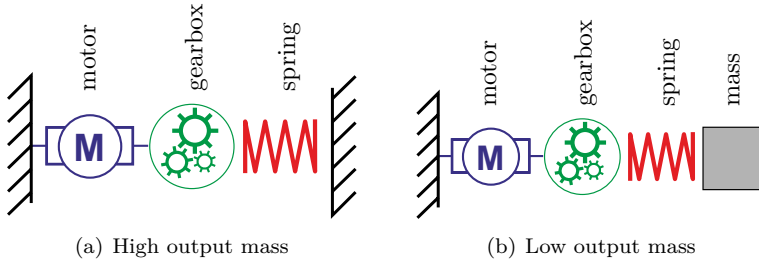 motor
gearbox
spring
M
(a) High output mass
motor
gearbox
spring
mass
M
(b) Low output mass